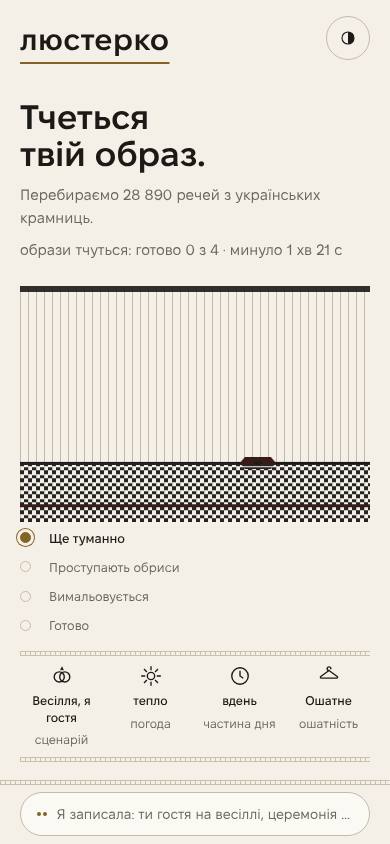 люстерко
Тчеться
твій образ.
Перебираємо 28 890 речей з українських
крамниць.
образи тчуться: готово 0 з 4 · минуло 1 хв 21 с
Ще туманно
Проступають обриси
Вимальовується
Готово
Весілля, я
гостя
сценарій
тепло
погода
вдень
частина дня
Ошатне
ошатність
Я записала: ти гостя на весіллі, церемонія ...